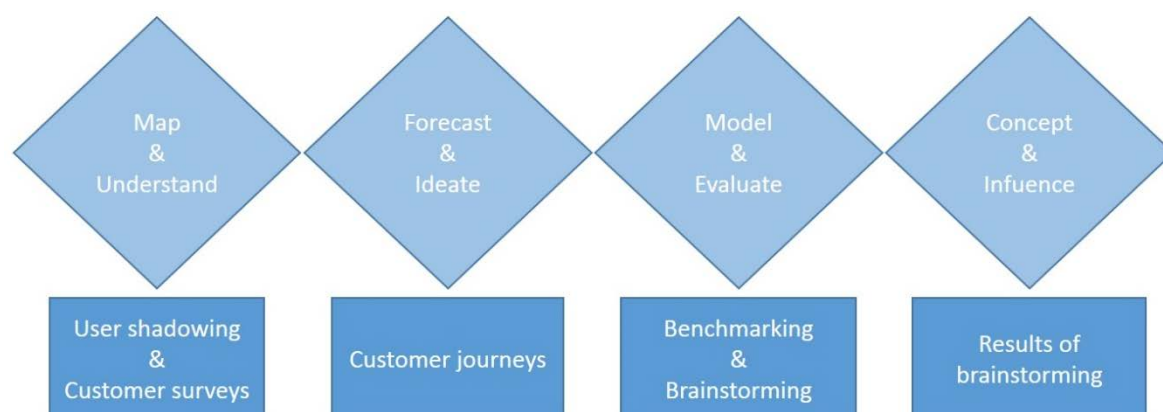 Map
&
Understand
Forecast
&
Ideate
Model
&
Evaluate
Concept
&
Infuence
User shadowing
&
Customer surveys
Customer journeys
Benchmarking
&
Brainstorming
Results of
brainstorming